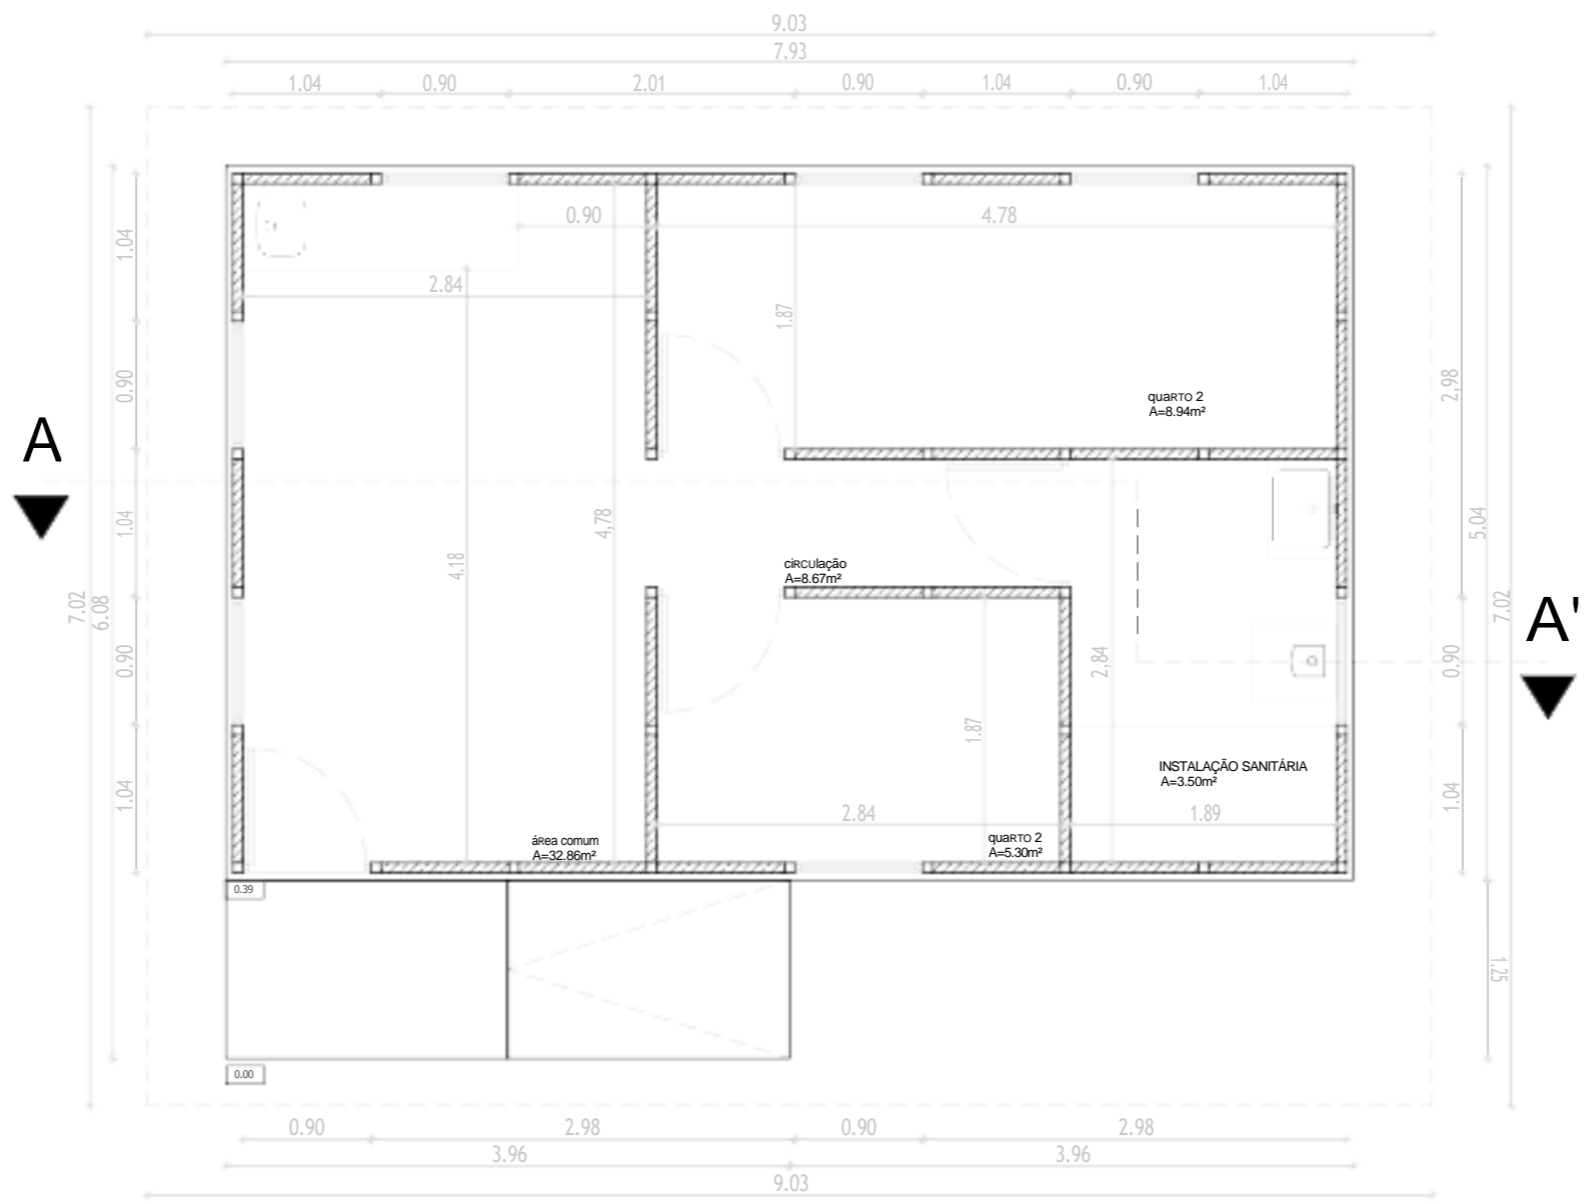 9.03
7.93
1.04 0.90 2.01 0.90 1.04 0.90 1.04
0.90 4.78
1.04
2.84
1.87
0.90
2,98
quaRTO 2
A=8.94m²
A
1.04
4.18
4,78
5.04
ciRCUlação
A=8.67m²
7.02
6.08
7.02
A'
0.90
2,84
0.90
1.87
INSTALAÇÃO SANITÁRIA
A=3.50m²
1.04
1.04
2.84
1.89
áRea comum
A=32.86m²
quaRTO 2
A=5.30m²
0.39
1.25
0.00
0.90 2.98 0.90 2.98
3.96 3.96
9.03